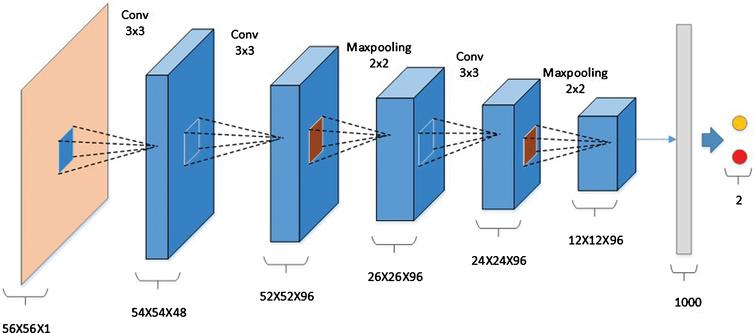 Conv
3x3
Conv
3x3
Maxpooling
2x2
Conv
3x3
Maxpooling
2x2
56X56X1
54X54X48
52X52X96
26X26X96
24X24X96
12X12X96
1000
2